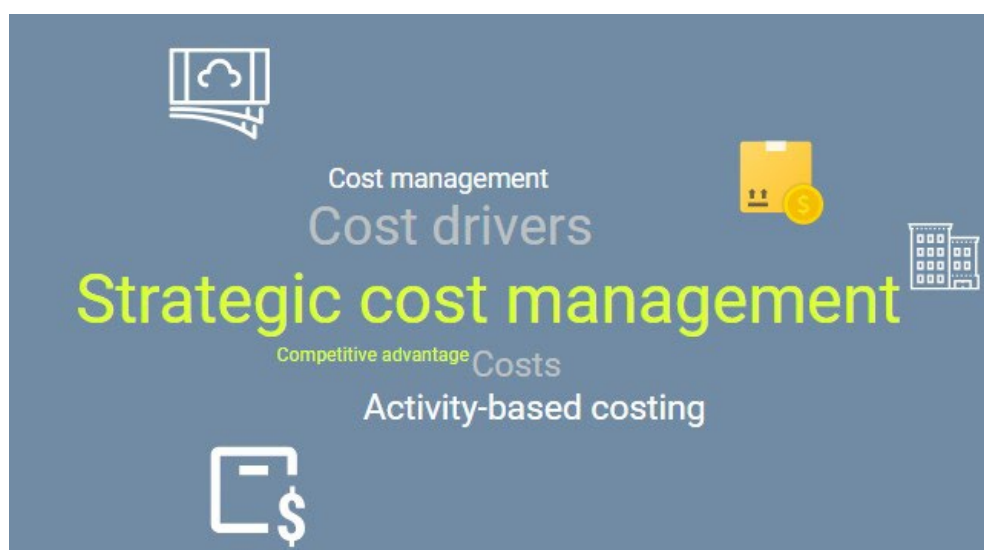 Cost management
Cost drivers
Strategic cost management
Competitive advantage Costs
Activity-based costing
$
$